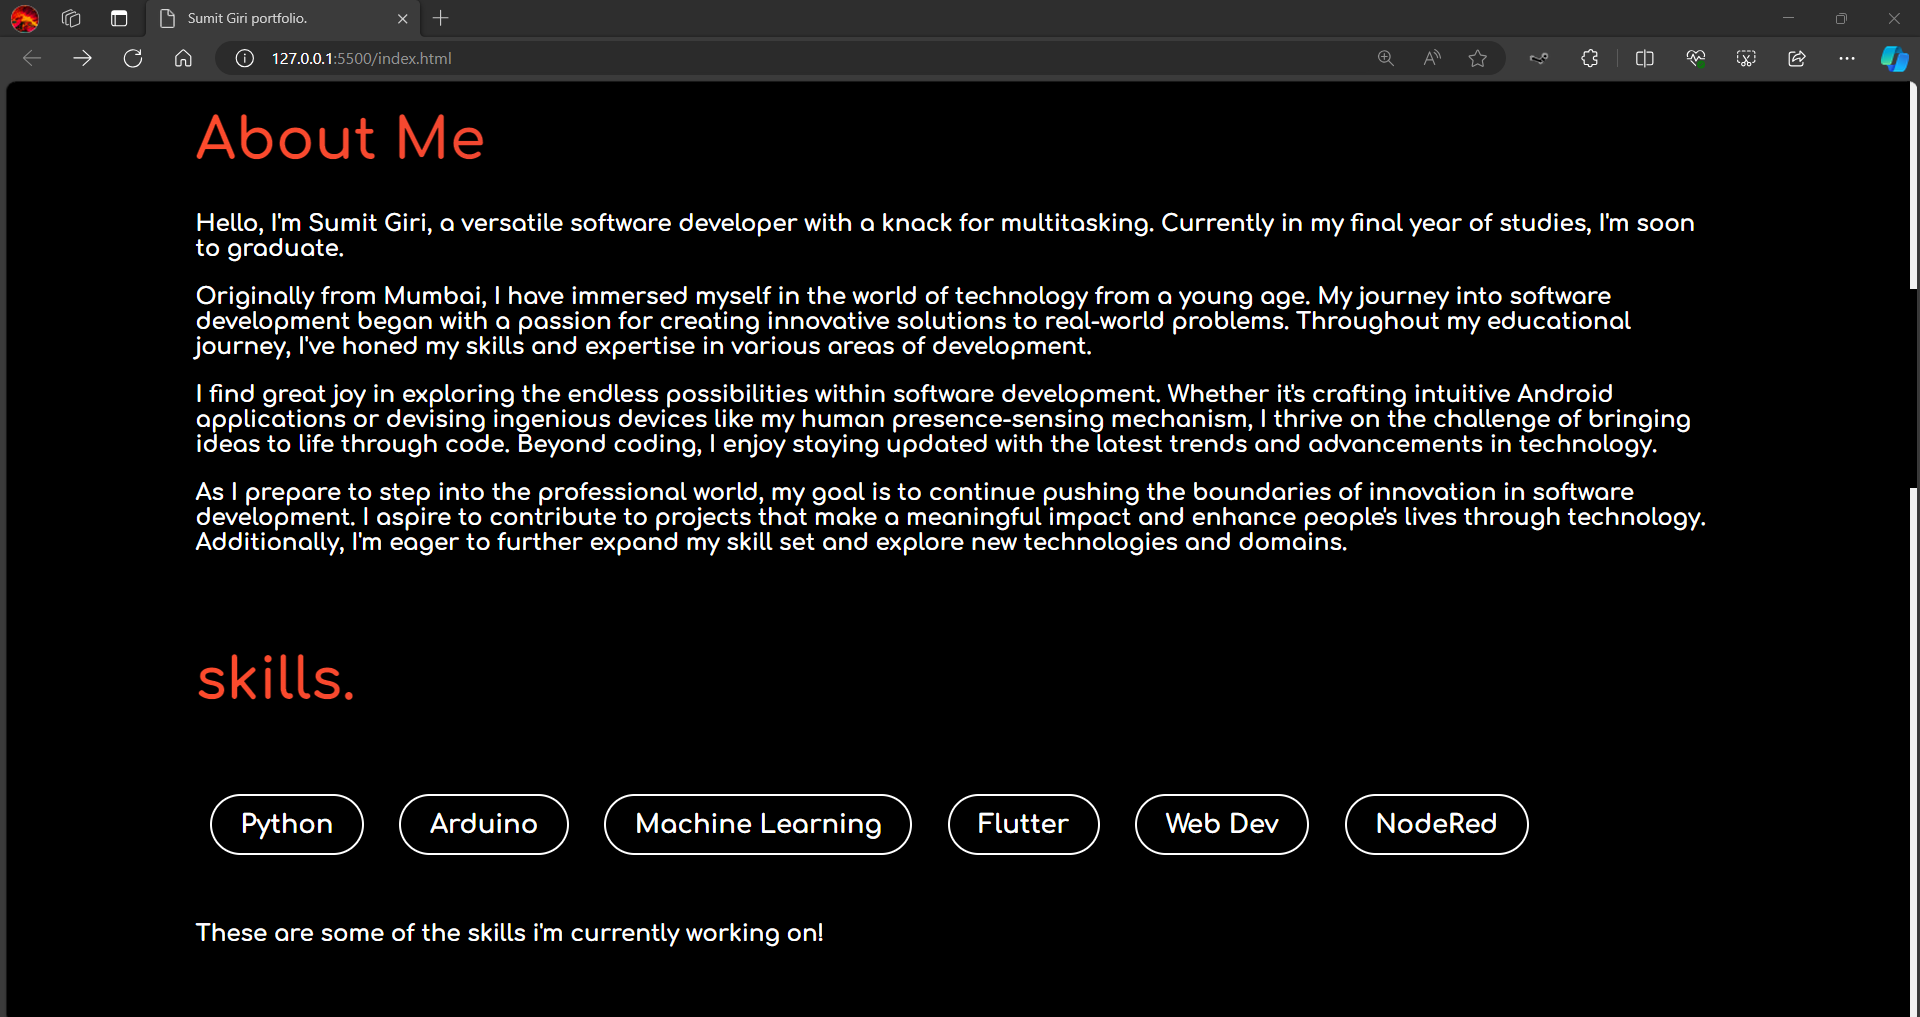 Sumit Giri portfolio.
127.0.0.1:5500/index.html
About Me
Hello, I'm Sumit Giri, a versatile software developer with a knack for multitasking. Currently in my final year of studies, I'm soon
to graduate.
Originally from Mumbai, I have immersed myself in the world of technology from a young age. My journey into software
development began with a passion for creating innovative solutions to real-world problems. Throughout my educational
journey, I've honed my skills and expertise in various areas of development.
I find great joy in exploring the endless possibilities within software development. Whether it's crafting intuitive Android
applications or devising ingenious devices like my human presence-sensing mechanism, I thrive on the challenge of bringing
ideas to life through code. Beyond coding, I enjoy staying updated with the latest trends and advancements in technology.
As I prepare to step into the professional world, my goal is to continue pushing the boundaries of innovation in software
development. I aspire to contribute to projects that make a meaningful impact and enhance people's lives through technology.
Additionally, I'm eager to further expand my skill set and explore new technologies and domains.
skills.
Python Arduino Machine Learning Flutter Web Dev NodeRed
These are some of the skills i'm currently working on!